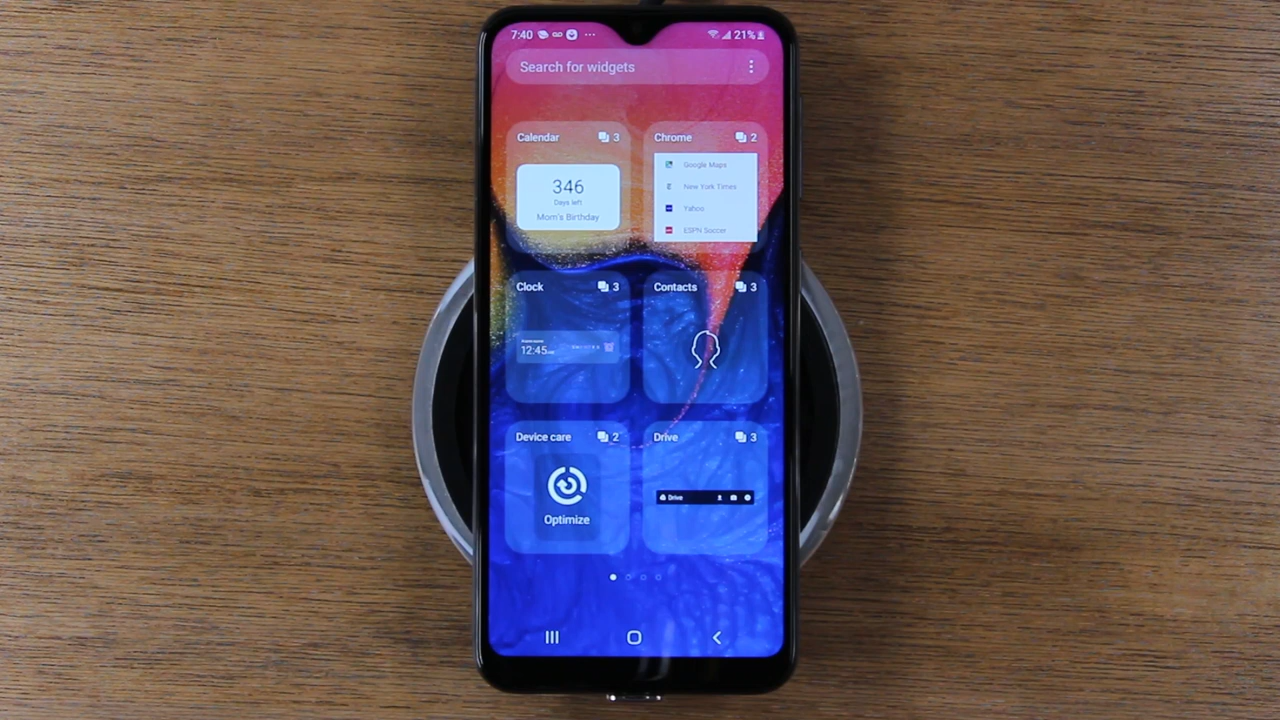 7:40 21%
Search for widgets
Calendar 3
Chrome 2
346
Days left
Mom's Birthday
Google Maps
New York Times
Yahoo
ESPN Soccer
Clock 3
Contacts 3
12:45
Device care 2
Drive 3
Optimize
Drive